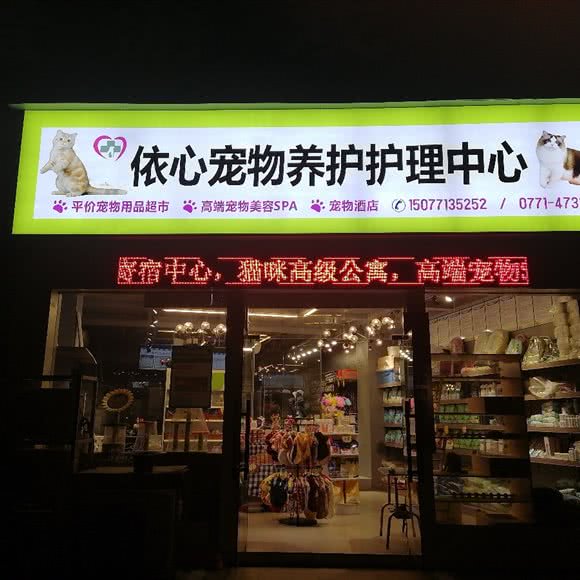 依心宠物养护护理中心
平价宠物用品超市 高端宠物美容SPA 宠物酒店 15077135252 / 0771-473
寄宿中心，猫咪高级公寓，高端宠物